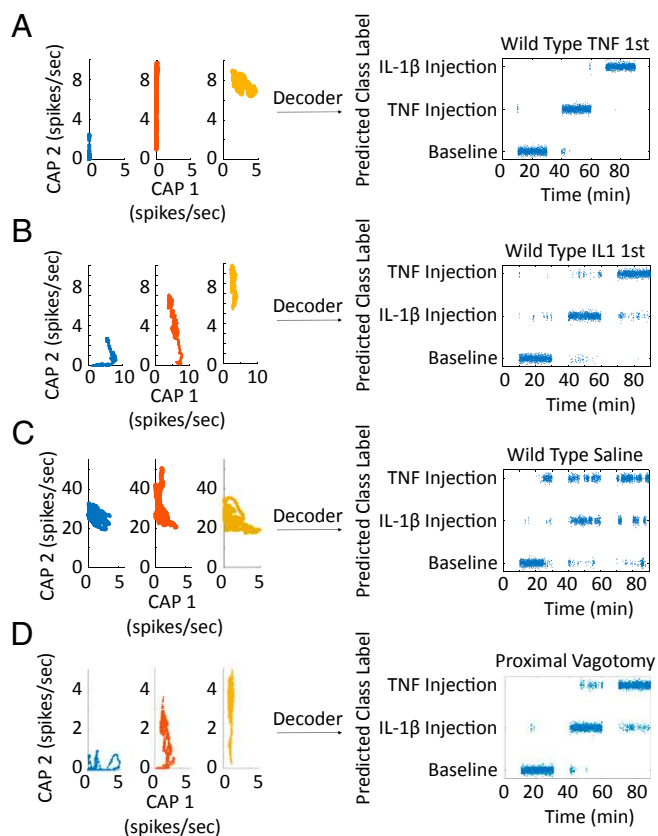 A
CAP 2 (spikes/sec)
8
4
0
0 5
8
4
0
0 5
8
4
0
0 5
CAP 1
(spikes/sec)
Decoder
Predicted Class Label
Wild Type TNF 1st
IL-1β Injection
TNF Injection
Baseline
20 40 60 80
Time (min)
B
CAP 2 (spikes/sec)
8
4
0
0 5 10
8
4
0
0 5 10
8
4
0
0 5 10
CAP 1
(spikes/sec)
Decoder
Predicted Class Label
Wild Type IL1 1st
TNF Injection
IL-1β Injection
Baseline
20 40 60 80
Time (min)
C
CAP 2 (spikes/sec)
40
20
0
0 5
40
20
0
0 5
40
20
0
0 5
CAP 1
(spikes/sec)
Decoder
Predicted Class Label
Wild Type Saline
TNF Injection
IL-1β Injection
Baseline
20 40 60 80
Time (min)
D
CAP 2 (spikes/sec)
4
2
0
0 5
4
2
0
0 5
4
2
0
0 5
CAP 1
(spikes/sec)
Decoder
Predicted Class Label
Proximal Vagotomy
TNF Injection
IL-1β Injection
Baseline
20 40 60 80
Time (min)